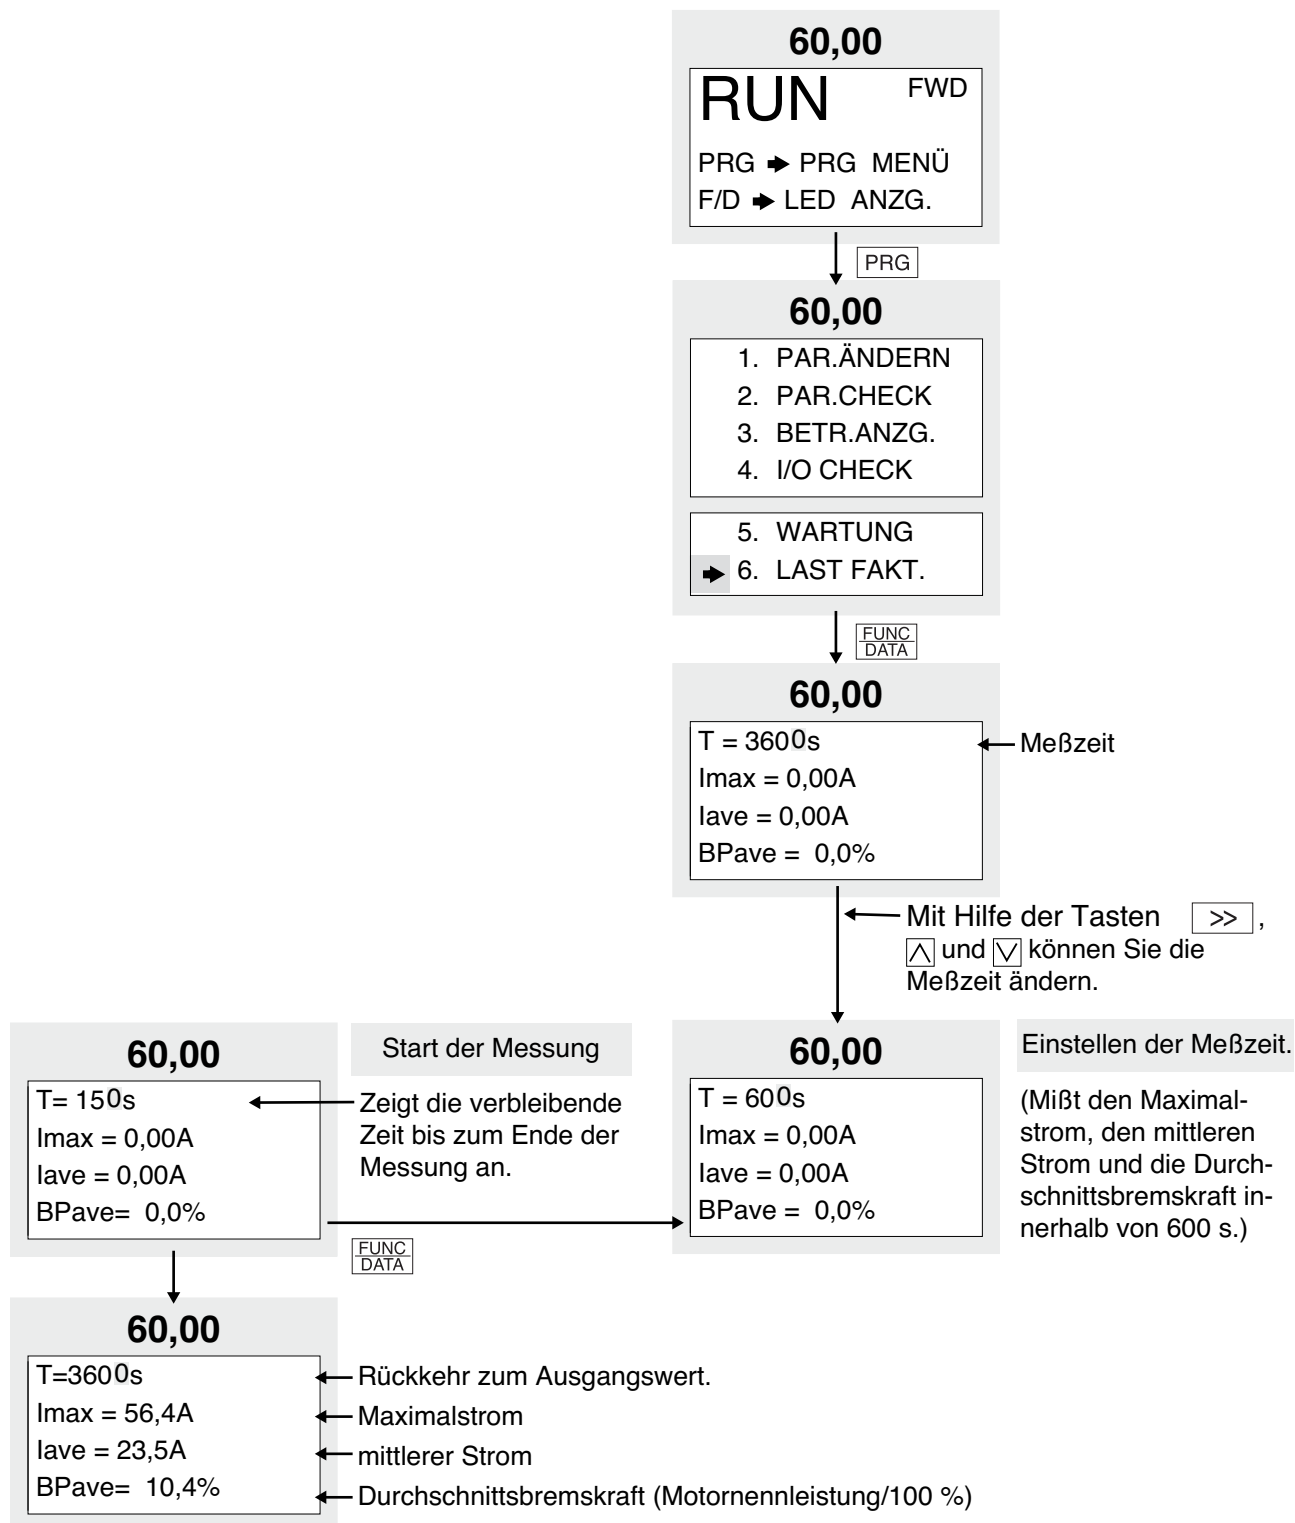 60,00
RUN FWD
PRG ➔ PRG MENÜ
F/D ➔ LED ANZG.
PRG
60,00
1. PAR.ÄNDERN
2. PAR.CHECK
3. BETR.ANZG.
4. I/O CHECK
5. WARTUNG
➔ 6. LAST FAKT.
FUNC
DATA
60,00
T = 3600s
Imax = 0,00A
Iave = 0,00A
BPave = 0,0%
Meßzeit
Mit Hilfe der Tasten >> ,
∧ und ∨ können Sie die
Meßzeit ändern.
60,00
T = 600s
Imax = 0,00A
Iave = 0,00A
BPave = 0,0%
Einstellen der Meßzeit.
(Mißt den Maximal-
strom, den mittleren
Strom und die Durch-
schnittsbremskraft in-
nerhalb von 600 s.)
60,00
T= 150s
Imax = 0,00A
Iave = 0,00A
BPave= 0,0%
Start der Messung
Zeigt die verbleibende
Zeit bis zum Ende der
Messung an.
FUNC
DATA
60,00
T=3600s
Imax = 56,4A
Iave = 23,5A
BPave= 10,4%
Rückkehr zum Ausgangswert.
Maximalstrom
mittlerer Strom
Durchschnittsbremskraft (Motornennleistung/100 %)